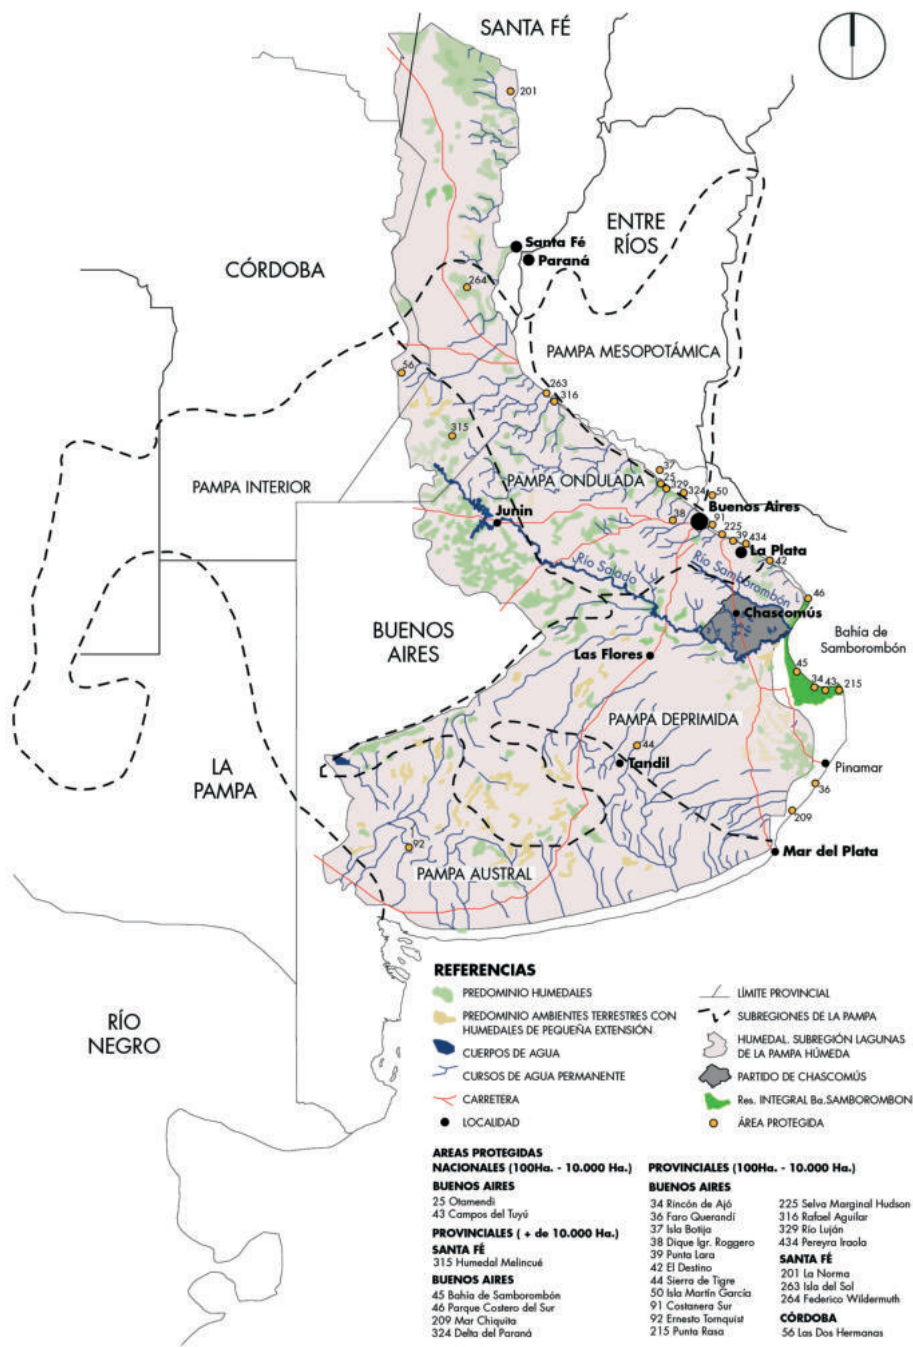 SANTA FÉ
201
ENTRE
RÍOS
Santa Fé
Paraná
CÓRDOBA
264
PAMPA MESOPOTÁMICA
56
263
316
315
37
PAMPA ONDULADA
25
329
324
50
PAMPA INTERIOR
Buenos Aires
Junin
38
91
225
39
434
La Plata
42
Río Salado
Río Samborombón
46
Chascomús
BUENOS
AIRES
Bahía de
Samborombón
Las Flores
45
34
43
215
PAMPA DEPRIMIDA
44
LA
PAMPA
Tandil
Pinamar
36
209
92
Mar del Plata
PAMPA AUSTRAL
RÍO
NEGRO
REFERENCIAS
PREDOMINIO HUMEDALES
PREDOMINIO AMBIENTES TERRESTRES CON
HUMEDALES DE PEQUEÑA EXTENSIÓN
CUERPOS DE AGUA
CURSOS DE AGUA PERMANENTE
CARRETERA
LOCALIDAD
LÍMITE PROVINCIAL
SUBREGIONES DE LA PAMPA
HUMEDAL. SUBREGIÓN LAGUNAS
DE LA PAMPA HÚMEDA
PARTIDO DE CHASCOMÚS
Res. INTEGRAL Ba.SAMBOROMBON
ÁREA PROTEGIDA
AREAS PROTEGIDAS
NACIONALES (100Ha. - 10.000 Ha.)
BUENOS AIRES
25 Otamendi
43 Campos del Tuyú
PROVINCIALES ( + de 10.000 Ha.)
SANTA FÉ
315 Humedal Melincué
BUENOS AIRES
45 Bahía de Samborombón
46 Parque Costero del Sur
209 Mar Chiquita
324 Delta del Paraná
PROVINCIALES (100Ha. - 10.000 Ha.)
BUENOS AIRES
34 Rincón de Ajó
36 Faro Querandí
37 Isla Botija
38 Dique Igr. Roggero
39 Punta Lara
42 El Destino
44 Sierra de Tigre
50 Isla Martín García
91 Costanera Sur
92 Ernesto Tornquist
215 Punta Rasa
225 Selva Marginal Hudson
316 Rafael Aguilar
329 Río Luján
434 Pereyra Iraola
SANTA FÉ
201 La Norma
263 Isla del Sol
264 Federico Wildermuth
CÓRDOBA
56 Las Dos Hermanas